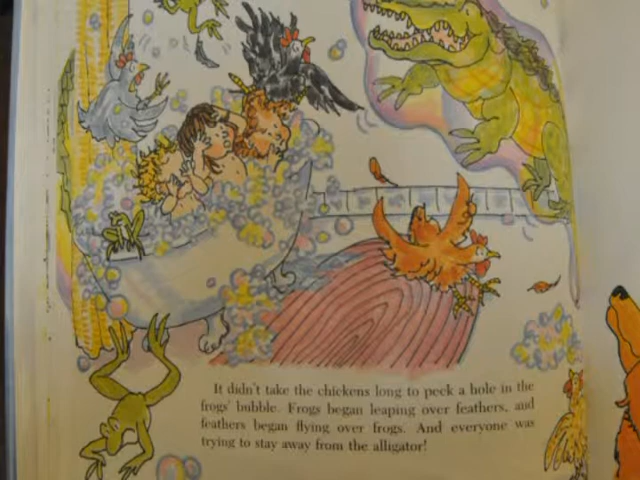 It didn't take the chickens long to peck a hole in the
frogs' bubble. Frogs began leaping over feathers, and
feathers began flying over frogs. And everyone was
trying to stay away from the alligator!